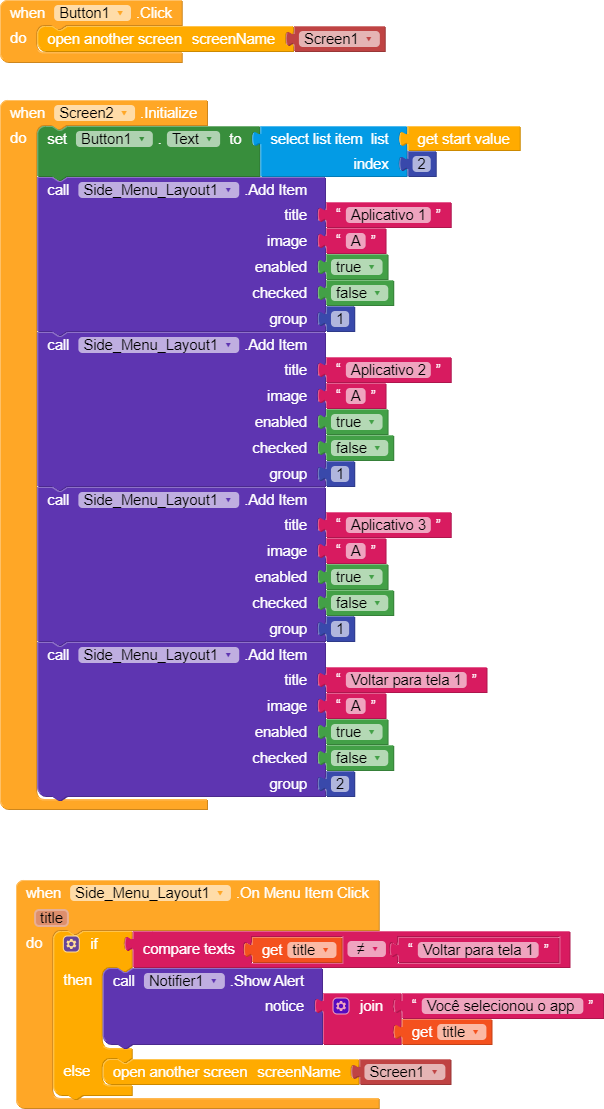 when Button1 .Click
do open another screen screenName Screen1
when Screen2 .Initialize
do set Button1 . Text to select list item list get start value
index 2
call Side_Menu_Layout1 .Add Item
title “ Aplicativo 1 ”
image “ A ”
enabled true
checked false
group 1
call Side_Menu_Layout1 .Add Item
title “ Aplicativo 2 ”
image “ A ”
enabled true
checked false
group 1
call Side_Menu_Layout1 .Add Item
title “ Aplicativo 3 ”
image “ A ”
enabled true
checked false
group 1
call Side_Menu_Layout1 .Add Item
title “ Voltar para tela 1 ”
image “ A ”
enabled true
checked false
group 2
when Side_Menu_Layout1 .On Menu Item Click
title
do if compare texts get title ≠ “ Voltar para tela 1 ”
then call Notifier1 .Show Alert
notice join “ Você selecionou o app ”
get title
else open another screen screenName Screen1